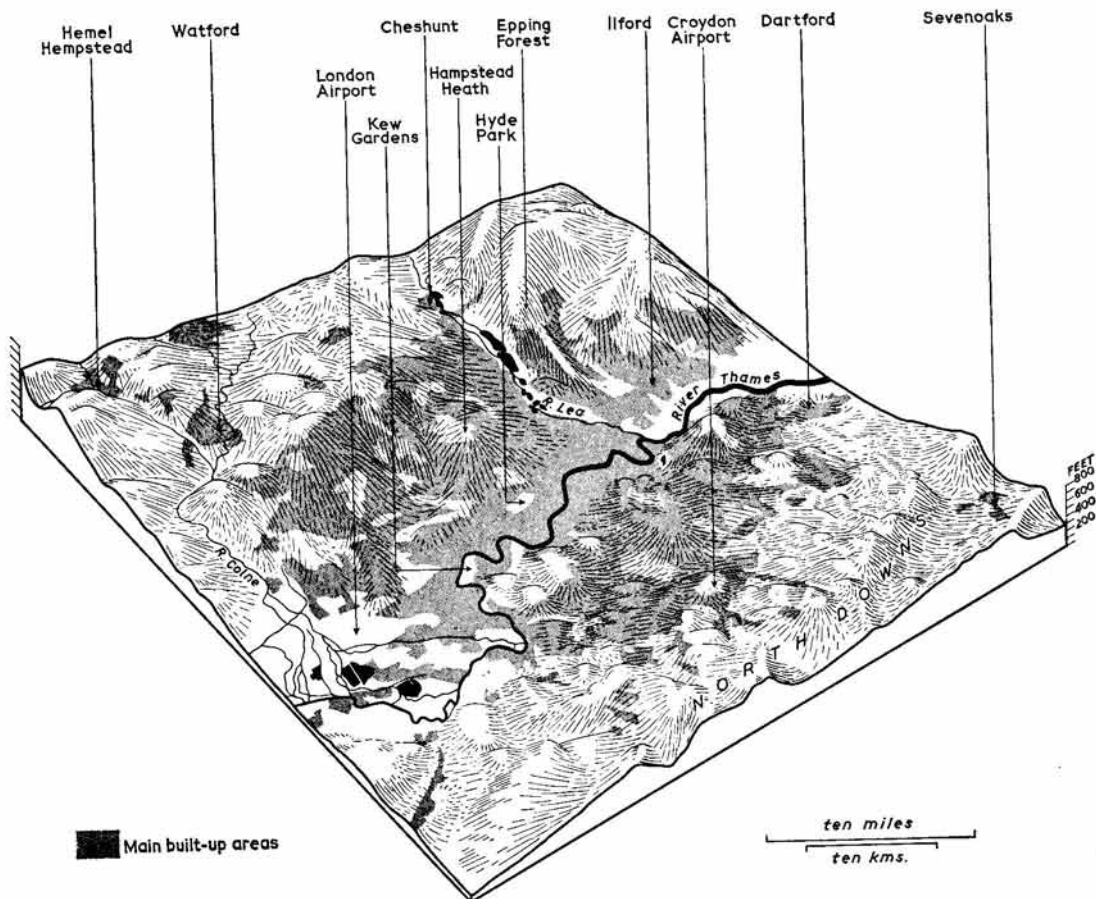 Hemel
Hempstead
Watford
Cheshunt
Epping
Forest
Ilford
Croydon
Airport
Dartford
Sevenoaks
London
Airport
Hampstead
Heath
Kew
Gardens
Hyde
Park
R. Lea
River Thames
R. Colne
FEET
800
600
400
200
NORTH DOWNS
Main built-up areas
ten miles
ten kms.